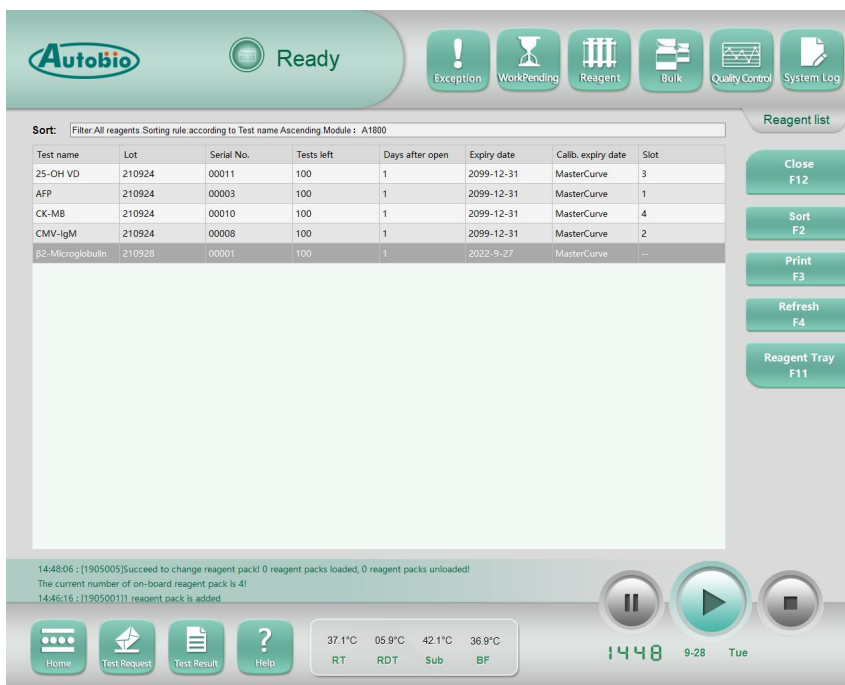 Autobio
Ready
Exception
WorkPending
Reagent
Bulk
Quality Control
System Log
Reagent list
Sort: Filter:All reagents.Sorting rule:according to Test name Ascending.Module： A1800
Test name Lot Serial No. Tests left Days after open Expiry date Calib. expiry date Slot
25-OH VD 210924 00011 100 1 2099-12-31 MasterCurve 3
AFP 210924 00003 100 1 2099-12-31 MasterCurve 1
CK-MB 210924 00010 100 1 2099-12-31 MasterCurve 4
CMV-IgM 210924 00008 100 1 2099-12-31 MasterCurve 2
β2-Microglobulin 210928 00001 100 1 2022-9-27 MasterCurve --
Close
F12
Sort
F2
Print
F3
Refresh
F4
Reagent Tray
F11
14:48:06 : [1905005]Succeed to change reagent pack! 0 reagent packs loaded, 0 reagent packs unloaded!
The current number of on-board reagent pack is 4!
14:46:16 : [1905001]1 reagent pack is added
Home
Test Request
Test Result
? Help
37.1°C 05.9°C 42.1°C 36.9°C
RT RDT Sub BF
1448 9-28 Tue